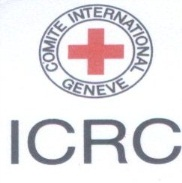 COMITE INTERNATIONAL
GENEVE
ICRC